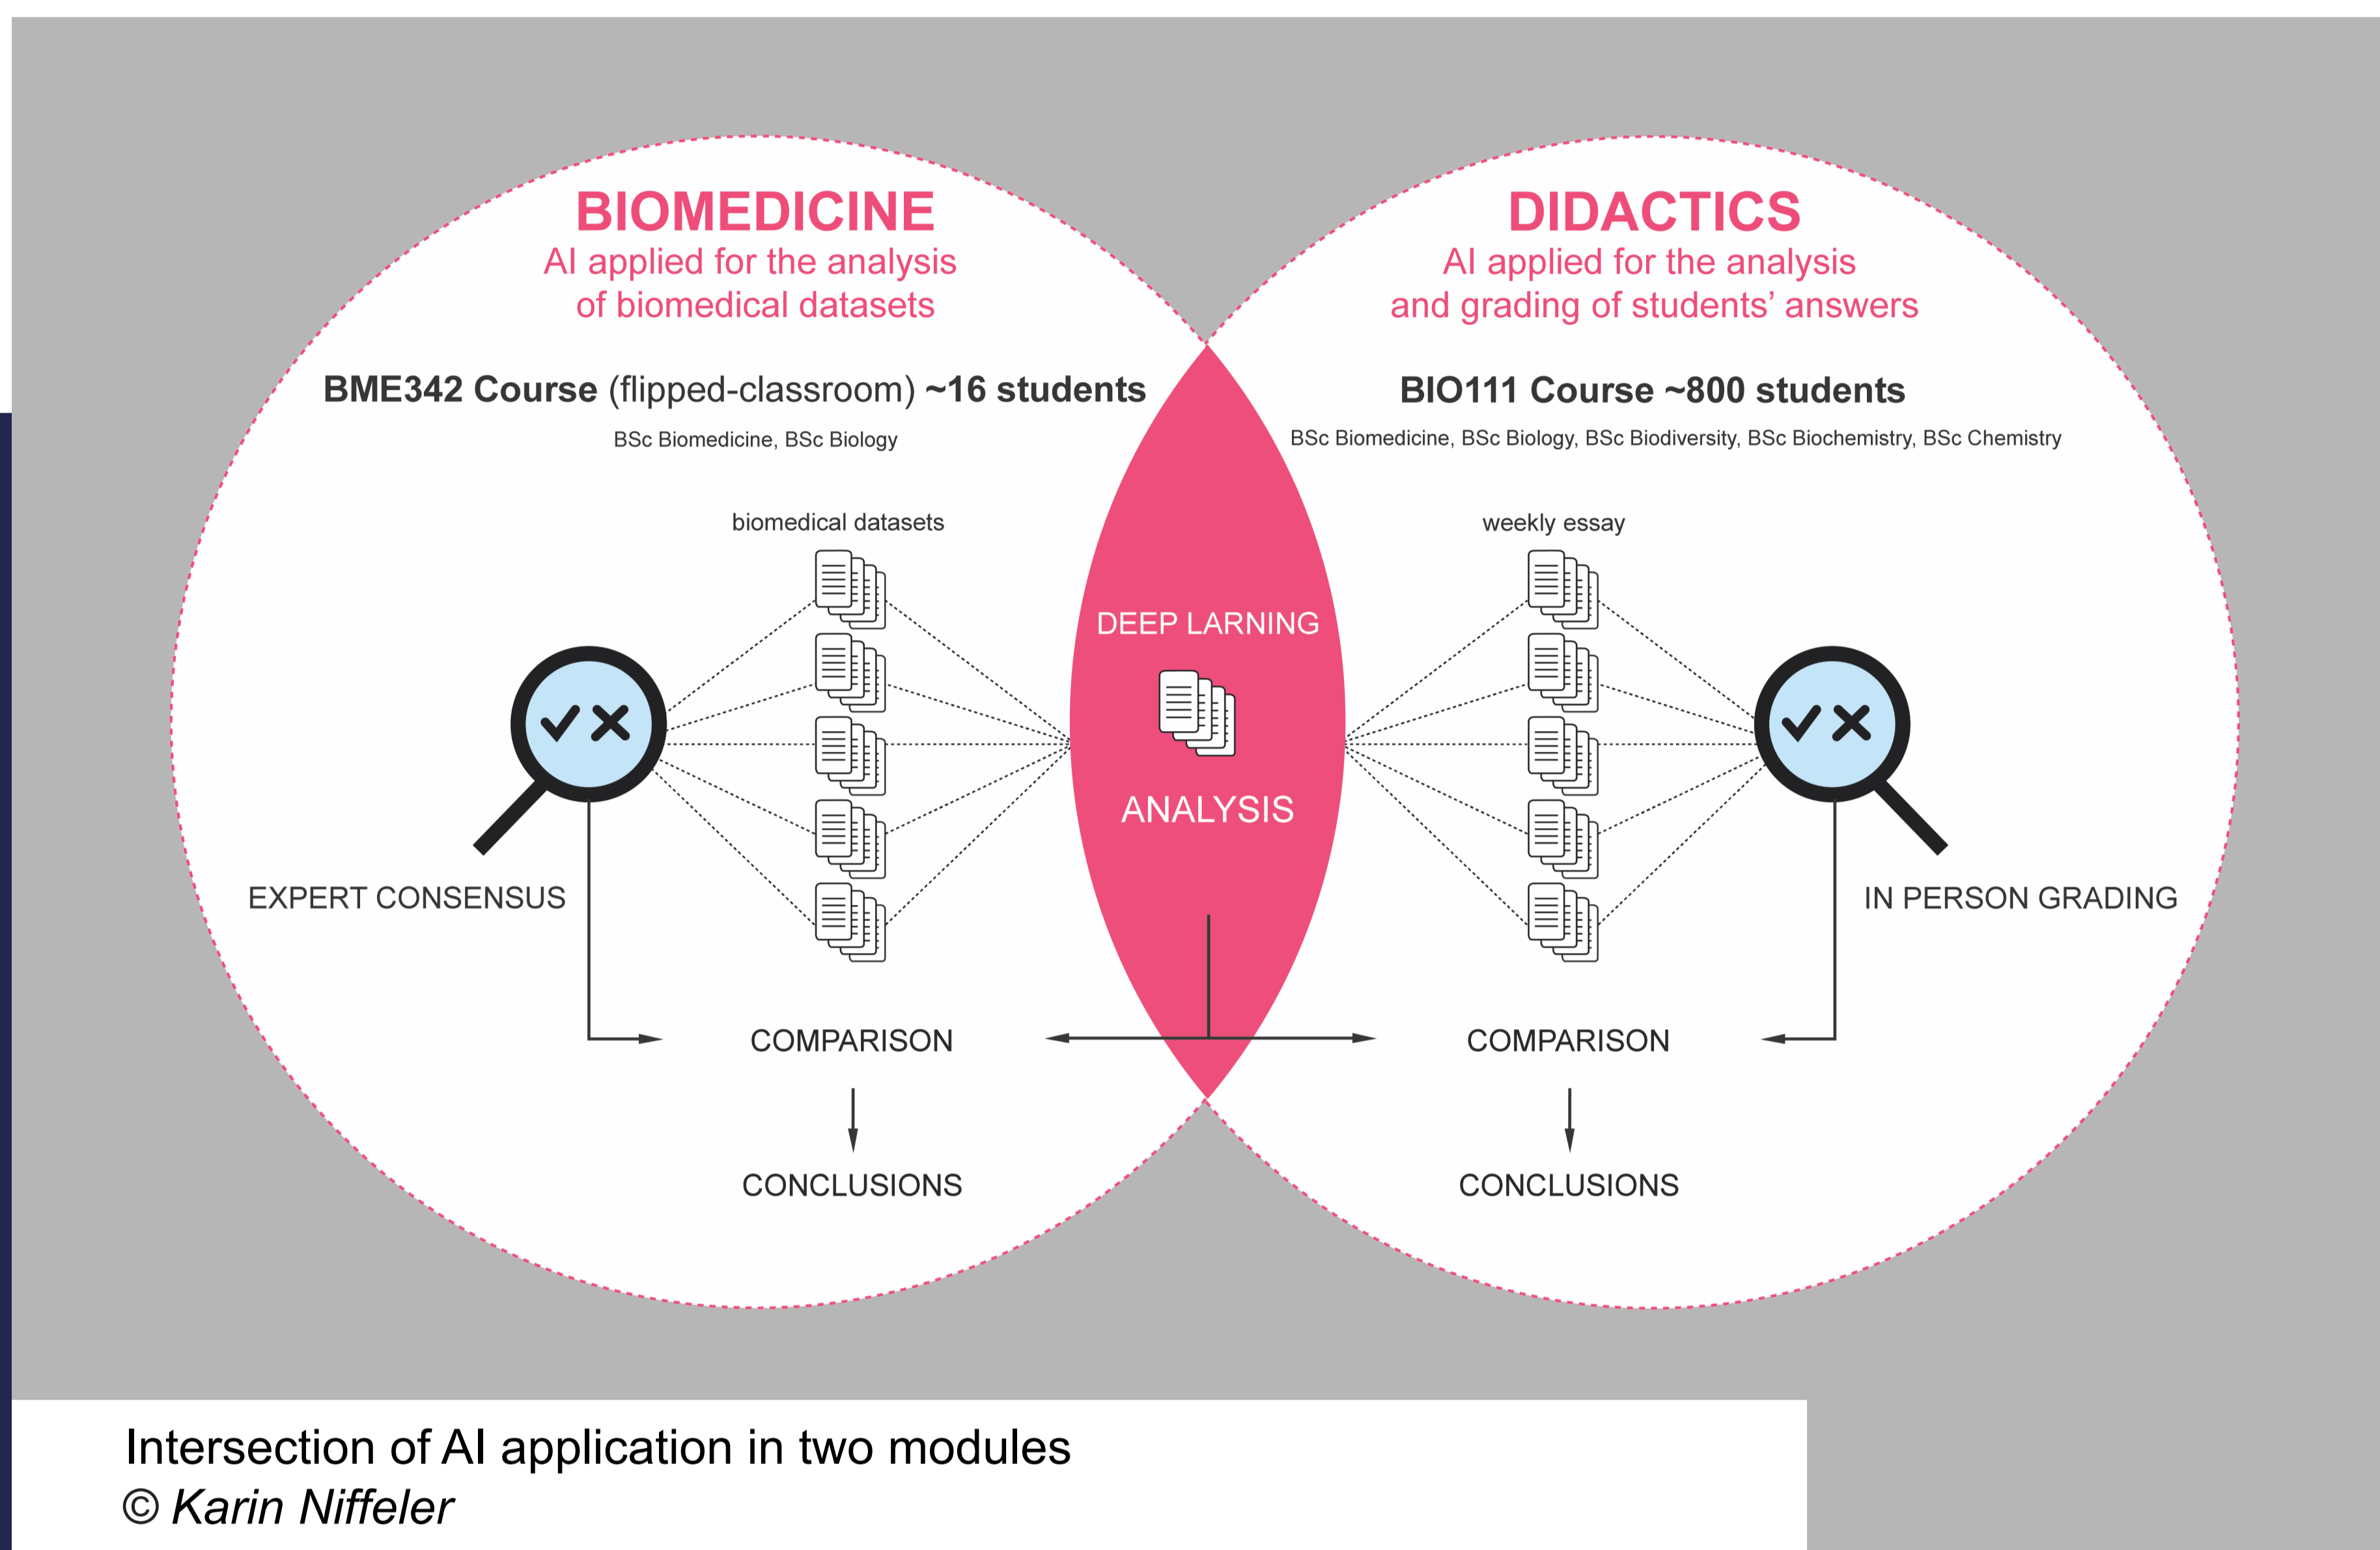 BIOMEDICINE
AI applied for the analysis
of biomedical datasets
BME342 Course (flipped-classroom) ~16 students
BSc Biomedicine, BSc Biology
biomedical datasets
EXPERT CONSENSUS
COMPARISON
CONCLUSIONS
DEEP LARNING
ANALYSIS
DIDACTICS
AI applied for the analysis
and grading of students’ answers
BIO111 Course ~800 students
BSc Biomedicine, BSc Biology, BSc Biodiversity, BSc Biochemistry, BSc Chemistry
weekly essay
IN PERSON GRADING
COMPARISON
CONCLUSIONS
Intersection of AI application in two modules
© Karin Niffeler